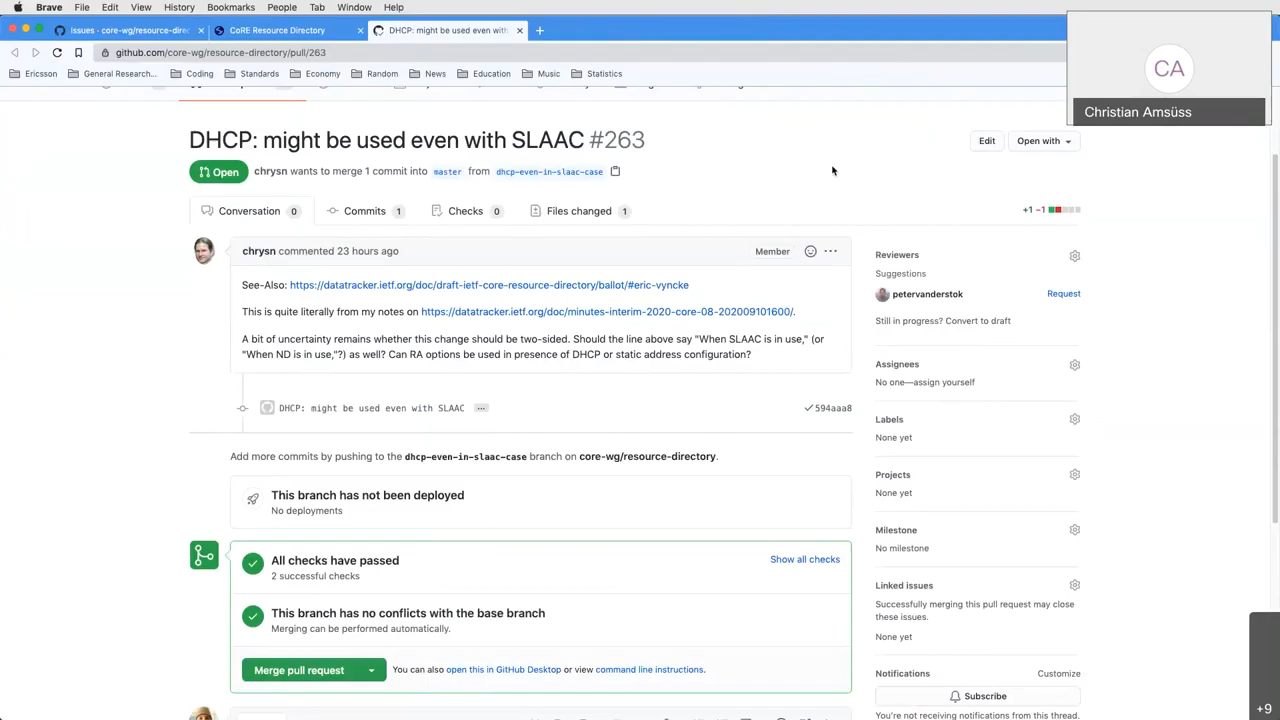 Brave File Edit View History Bookmarks People Tab Window Help
Issues · core-wg/resource-direc
CoRE Resource Directory
DHCP: might be used even with
github.com/core-wg/resource-directory/pull/263
Ericsson General Research... Coding Standards Economy Random News Education Music Statistics
CA
Christian Amsüss
DHCP: might be used even with SLAAC #263
Edit Open with
Open chrysn wants to merge 1 commit into master from dhcp-even-in-slaac-case
Conversation 0 Commits 1 Checks 0 Files changed 1
+1 −1
chrysn commented 23 hours ago
Member
See-Also: https://datatracker.ietf.org/doc/draft-ietf-core-resource-directory/ballot/#eric-vyncke
This is quite literally from my notes on https://datatracker.ietf.org/doc/minutes-interim-2020-core-08-202009101600/.
A bit of uncertainty remains whether this change should be two-sided. Should the line above say "When SLAAC is in use," (or
"When ND is in use,"?) as well? Can RA options be used in presence of DHCP or static address configuration?
DHCP: might be used even with SLAAC ...
594aaa8
Add more commits by pushing to the dhcp-even-in-slaac-case branch on core-wg/resource-directory.
This branch has not been deployed
No deployments
All checks have passed
Show all checks
2 successful checks
This branch has no conflicts with the base branch
Merging can be performed automatically.
Merge pull request
You can also open this in GitHub Desktop or view command line instructions.
Reviewers
Suggestions
petervanderstok Request
Still in progress? Convert to draft
Assignees
No one—assign yourself
Labels
None yet
Projects
None yet
Milestone
No milestone
Linked issues
Successfully merging this pull request may close
these issues.
None yet
Notifications Customize
Subscribe
You're not receiving notifications from this thread.
+9